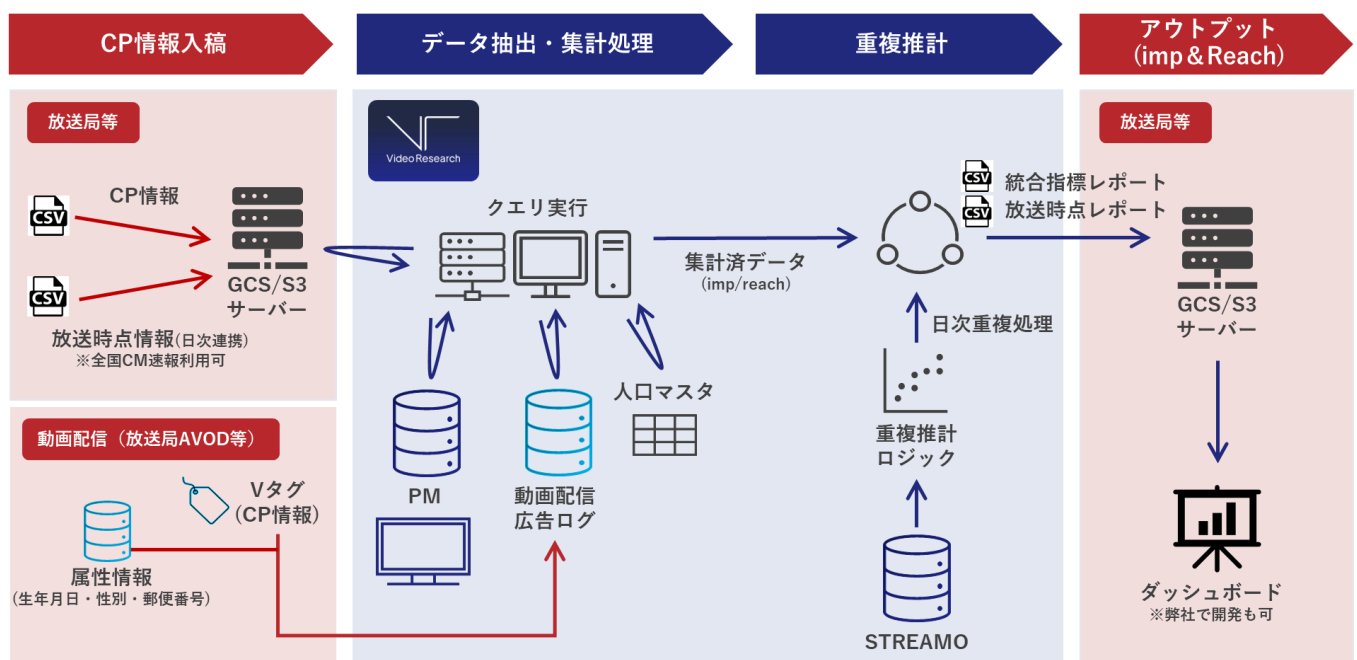 CP情報入稿
データ抽出・集計処理
重複推計
アウトプット
(imp＆Reach)
放送局等
CSV
CP情報
CSV
GCS/S3
サーバー
放送時点情報(日次連携)
※全国CM速報利用可
動画配信（放送局AVOD等）
Vタグ
(CP情報)
属性情報
(生年月日・性別・郵便番号)
Video Research
クエリ実行
PM
動画配信
広告ログ
人口マスタ
集計済データ
(imp/reach)
CSV
統合指標レポート
CSV
放送時点レポート
日次重複処理
重複推計
ロジック
STREAMO
放送局等
GCS/S3
サーバー
ダッシュボード
※弊社で開発も可